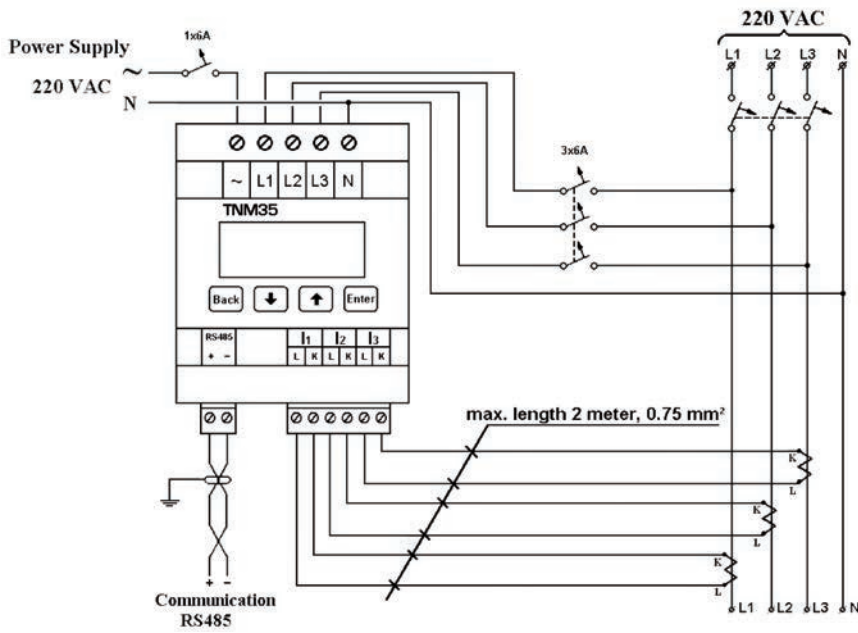 220 VAC
L1 L2 L3 N
Power Supply
1x6A
~
220 VAC
N
3x6A
~ L1 L2 L3 N
TNM35
Back Enter
RS485 I1 I2 I3
+ - L K L K L K
max. length 2 meter, 0.75 mm²
K
L
K
L
K
L
+ -
Communication
RS485
L1 L2 L3 N